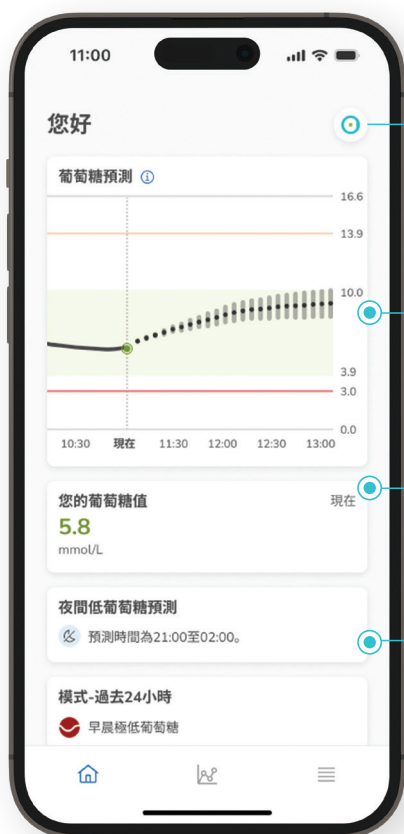 11:00
您好
葡萄糖預測
16.6
13.9
10.0
3.9
3.0
0.0
10:30 現在 11:30 12:00 12:30 13:00
您的葡萄糖值 現在
5.8
mmol/L
夜間低葡萄糖預測
預測時間為21:00至02:00。
模式-過去24小時
早晨極低葡萄糖